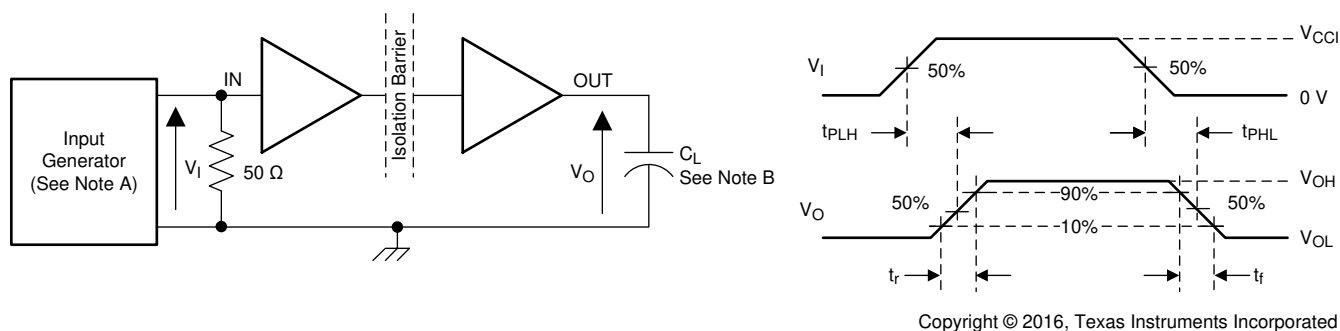 Input
Generator
(See Note A)
IN
V_I
50 Ω
Isolation Barrier
OUT
V_O
C_L
See Note B
V_I
50%
50%
V_CCI
0 V
t_PLH
t_PHL
V_O
50%
90%
10%
50%
V_OH
V_OL
t_r
t_f
Copyright © 2016, Texas Instruments Incorporated